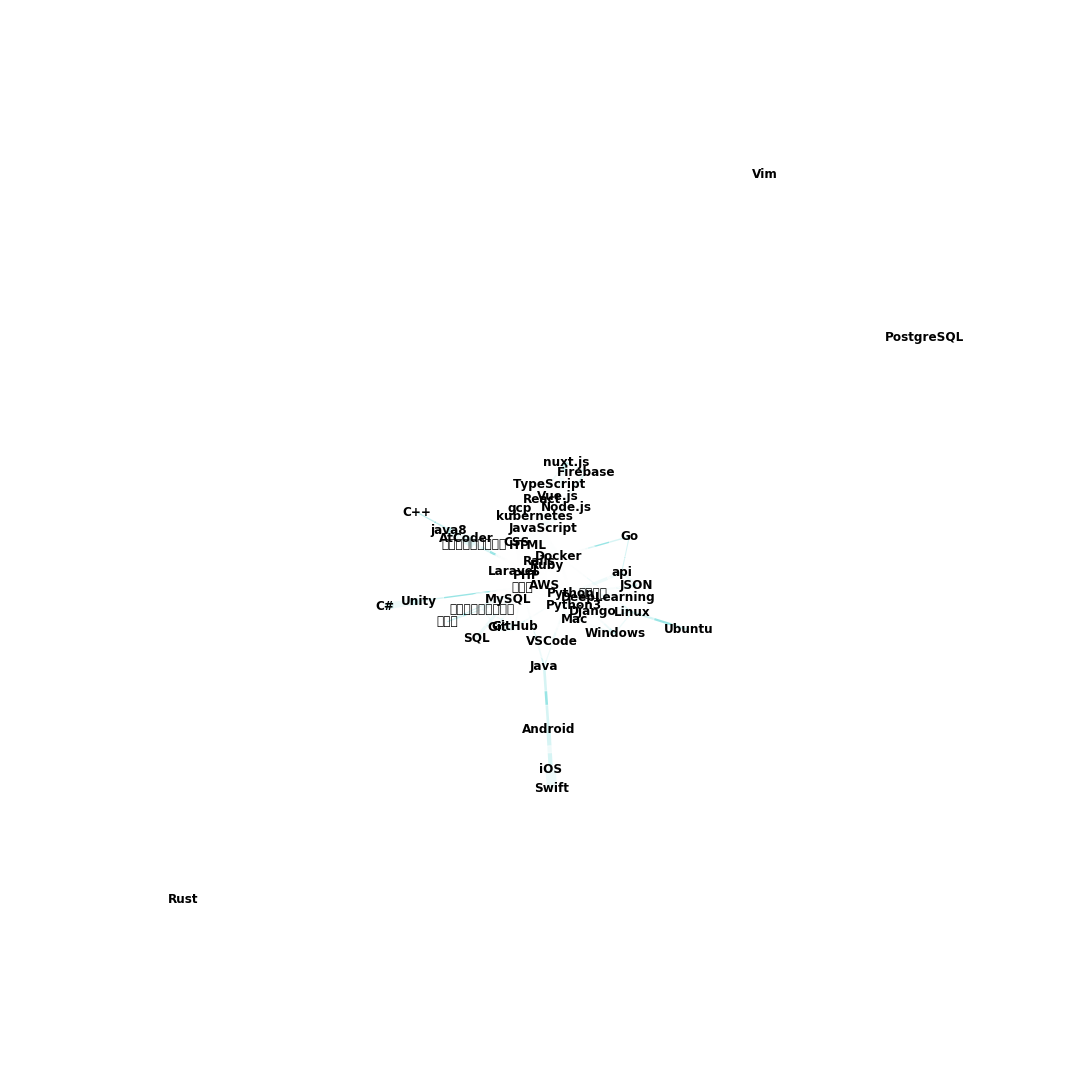 Vim
PostgreSQL
nuxt.js
Firebase
TypeScript
Vue.js
React
Node.js
gcp
C++
kubernetes
JavaScript
java8
Go
AtCoder
CSS
HTML
Docker
Rails
Ruby
Laravel
api
PHP
AWS
JSON
Python
DeepLearning
MySQL
Unity
Python3
C#
Django
Linux
Mac
Git
GitHub
Ubuntu
Windows
SQL
VSCode
Java
Android
iOS
Swift
Rust